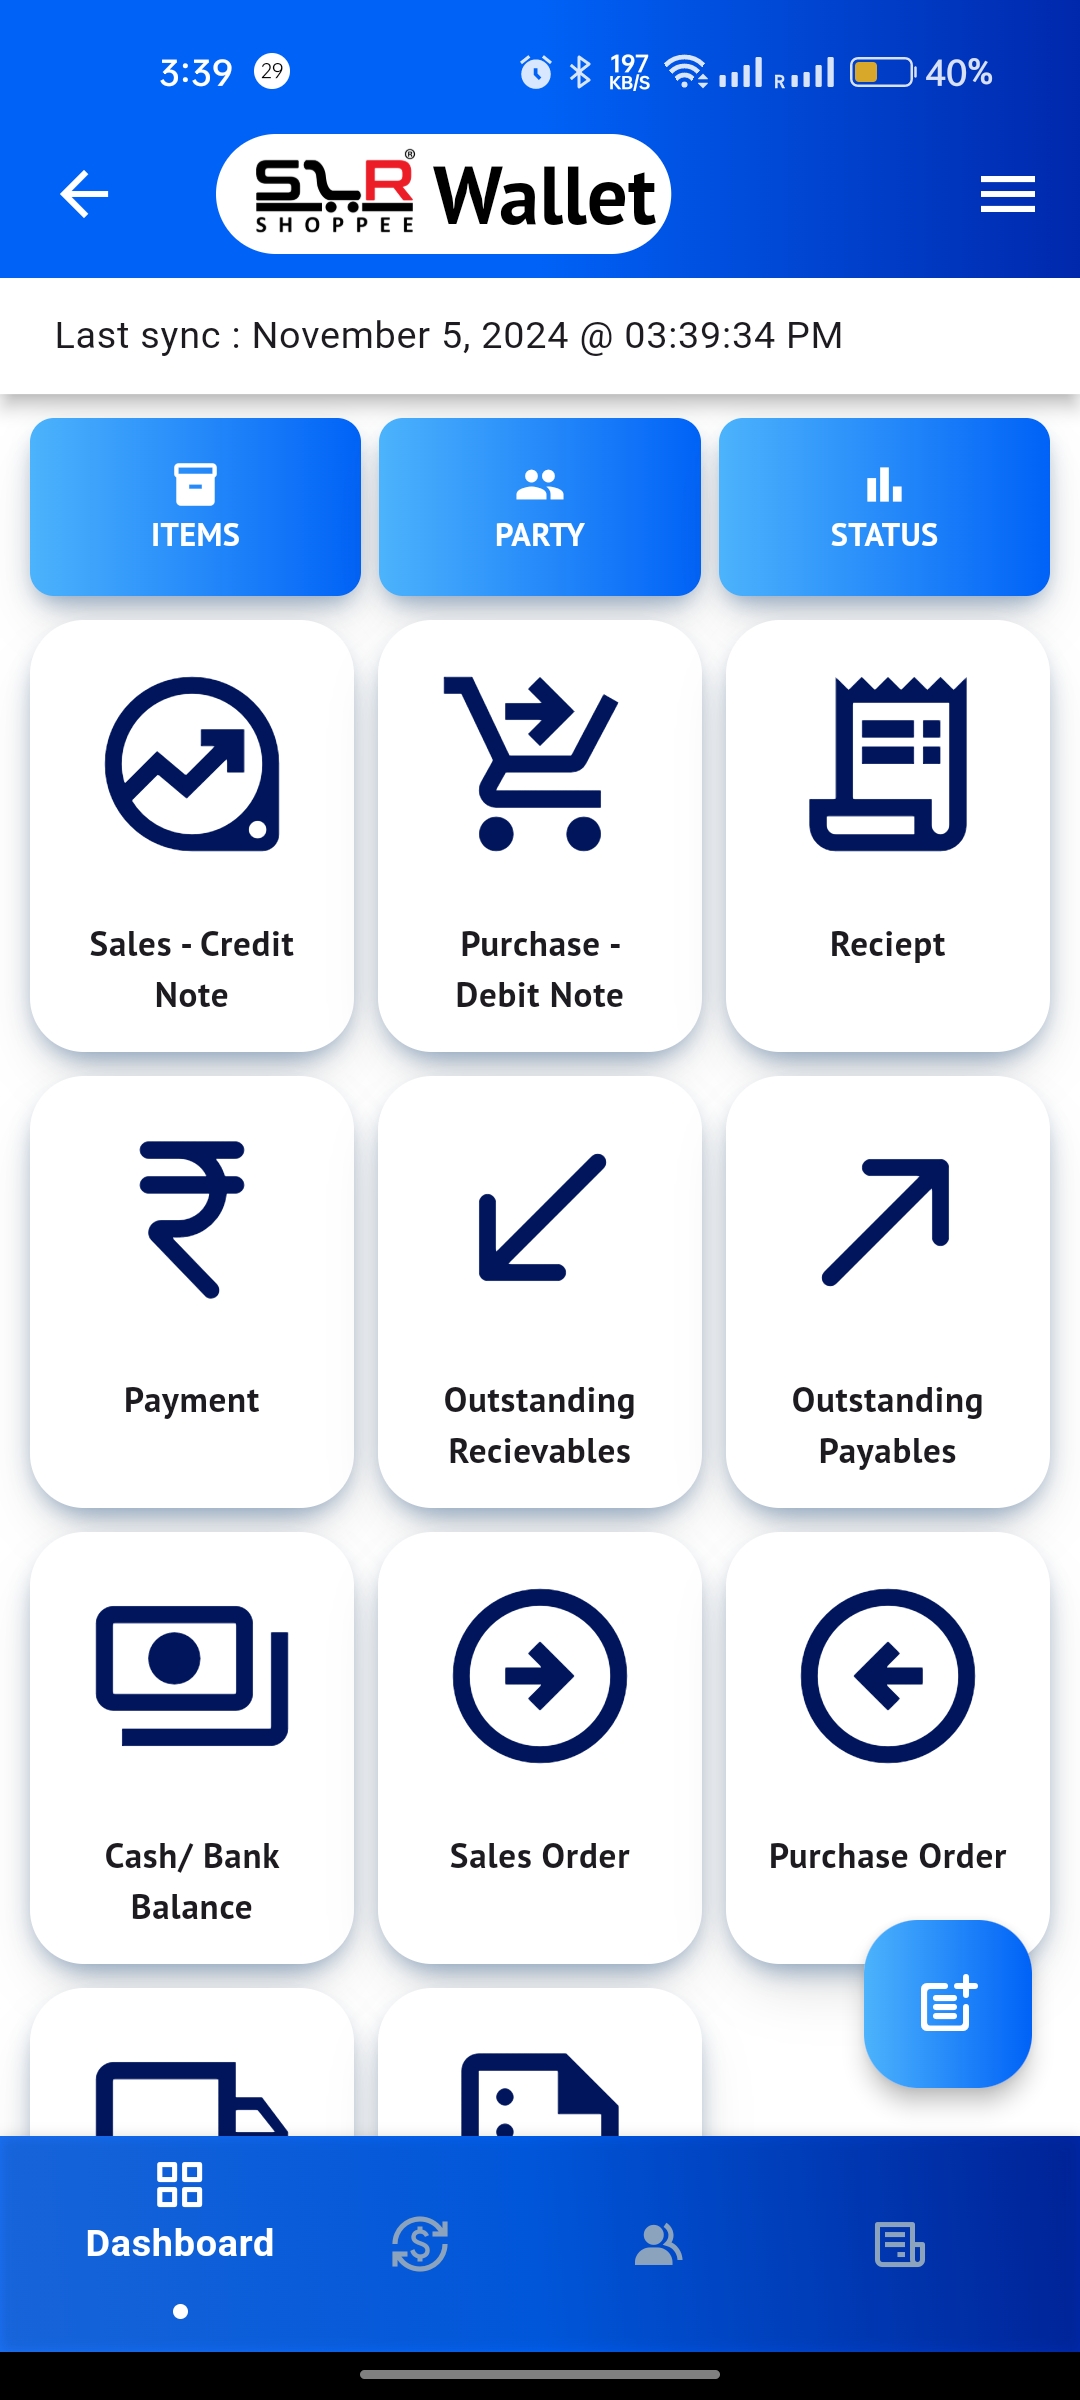 3:39 29 197 KB/S R 40%
SLR® SHOPPEE Wallet
Last sync : November 5, 2024 @ 03:39:34 PM
ITEMS PARTY STATUS
Sales - Credit
Note
Purchase -
Debit Note
Reciept
Payment
Outstanding
Recievables
Outstanding
Payables
Cash/ Bank
Balance
Sales Order
Purchase Order
Dashboard